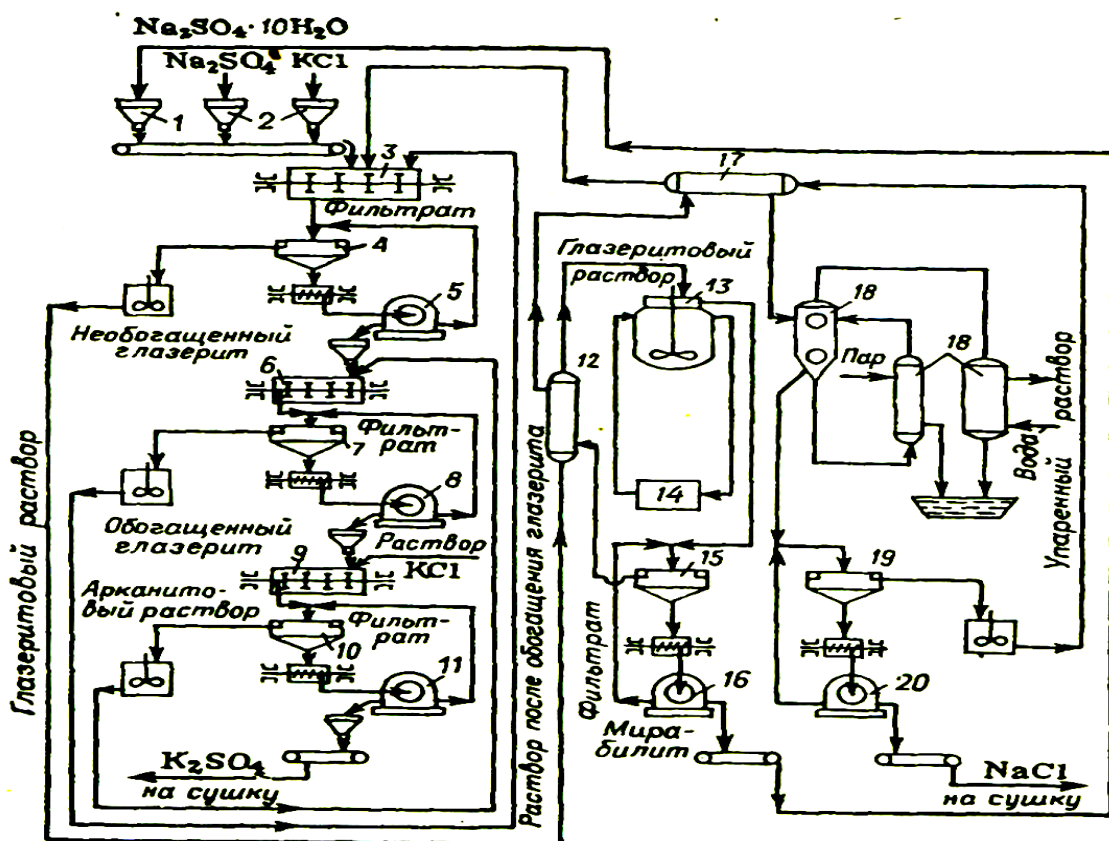 Na₂SO₄·10H₂O
Na₂SO₄ KCl
1
2
3
Фильтрат
4
5
Необогащенный
глазерит
6
Фильт-
рат
7
8
Обогащенный
глазерит
9
Раствор
KCl
Арканито-
вый раствор
Фильт-
рат
10
11
K₂SO₄
на сушку
Глазеритовый раствор
Раствор после обогащения глазерита
12
Глазеритовый
раствор
13
14
15
Фильтрат
16
Мира-
билит
17
18
Пар
18
Вода
Упаренный
раствор
19
20
NaCl
на сушку